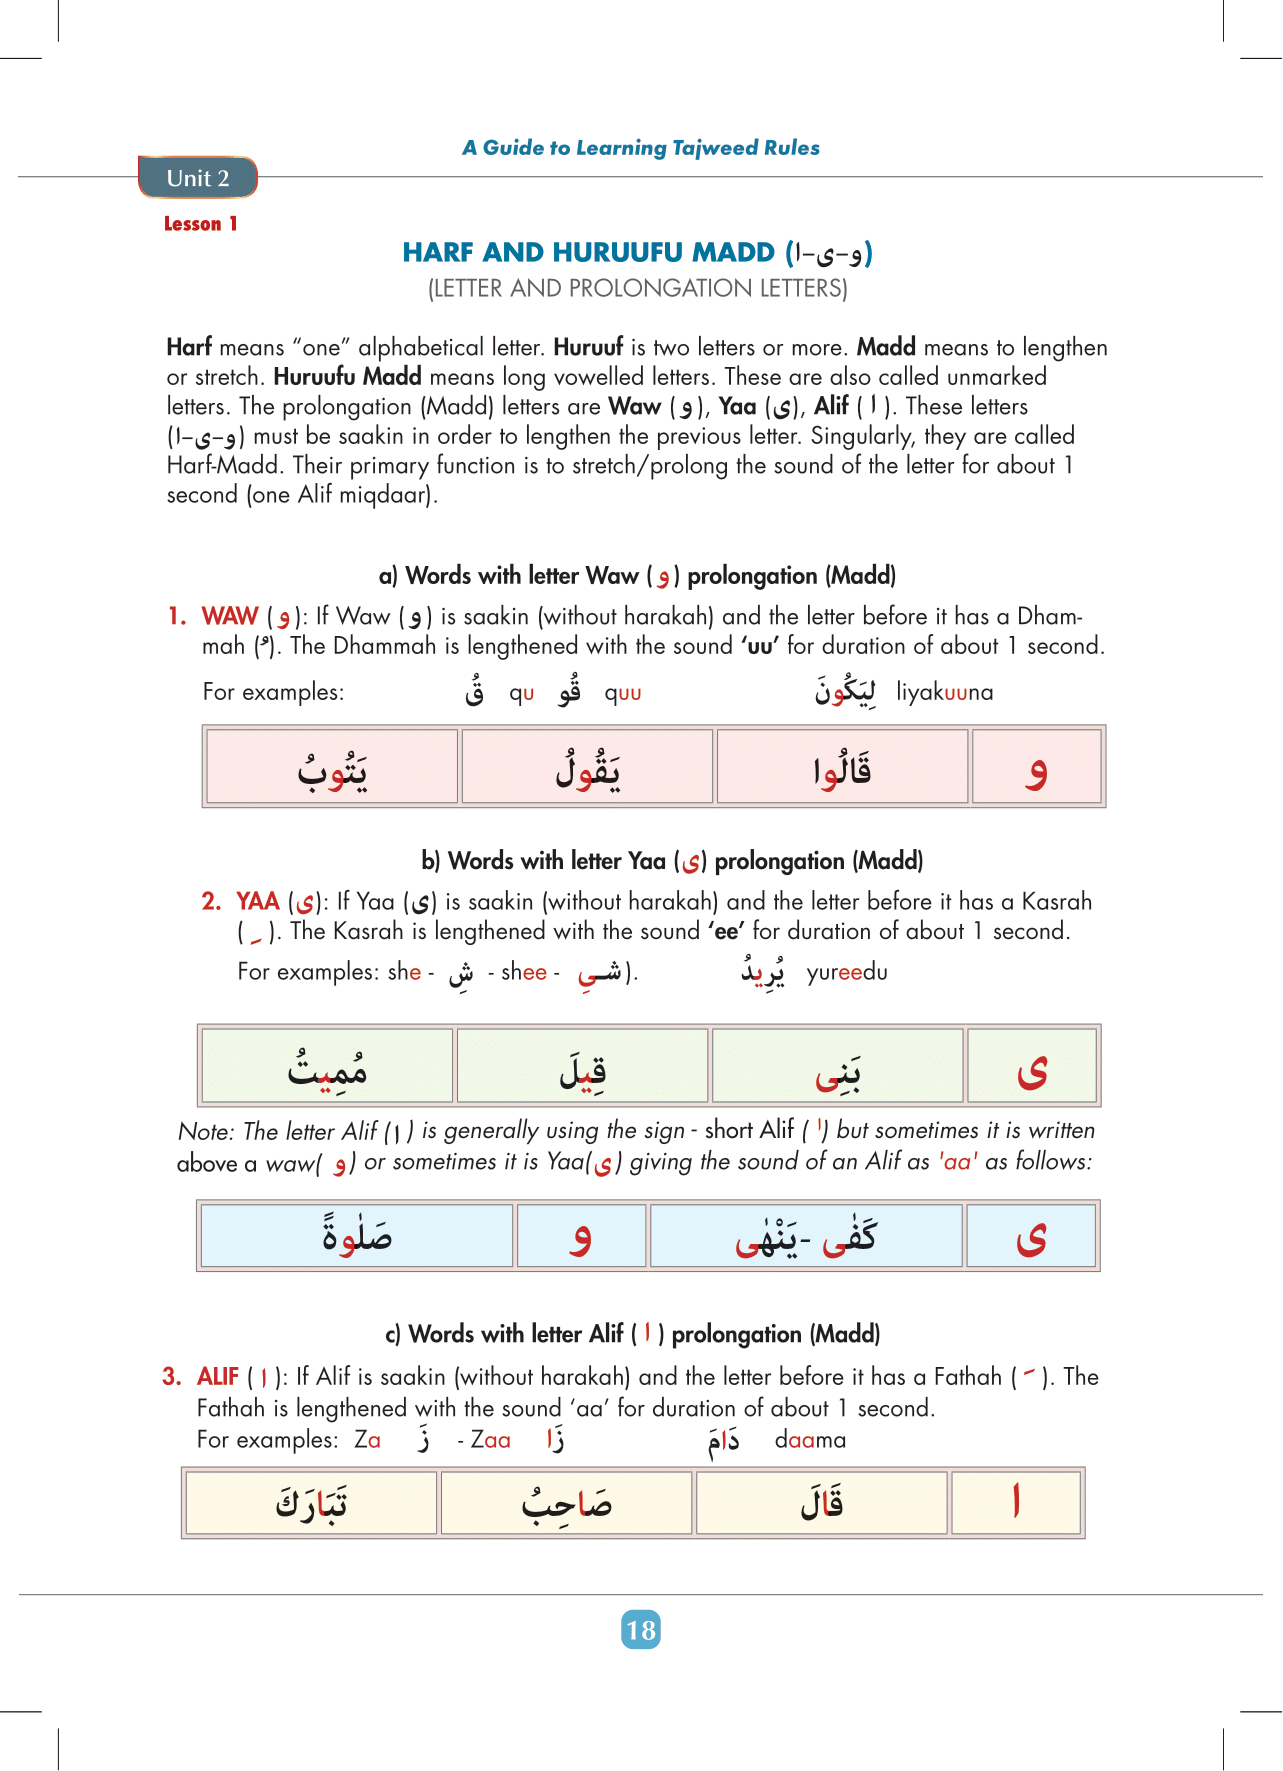 A Guide to Learning Tajweed Rules
Unit 2
Lesson 1
HARF AND HURUUFU MADD (و–ى–ا)
(LETTER AND PROLONGATION LETTERS)
Harf means “one” alphabetical letter. Huruuf is two letters or more. Madd means to lengthen
or stretch. Huruufu Madd means long vowelled letters. These are also called unmarked
letters. The prolongation (Madd) letters are Waw ( و ), Yaa (ى), Alif ( ا ). These letters
(و–ى–ا) must be saakin in order to lengthen the previous letter. Singularly, they are called
Harf-Madd. Their primary function is to stretch/prolong the sound of the letter for about 1
second (one Alif miqdaar).
a) Words with letter Waw ( و ) prolongation (Madd)
1. WAW ( و ): If Waw ( و ) is saakin (without harakah) and the letter before it has a Dham-
mah (ُ). The Dhammah is lengthened with the sound ‘uu’ for duration of about 1 second.
For examples: قُ qu قُو quu لِيَكُونَ liyakuuna
و قَالُوا يَقُولُ يَتُوبُ
b) Words with letter Yaa (ى) prolongation (Madd)
2. YAA (ى): If Yaa (ى) is saakin (without harakah) and the letter before it has a Kasrah
( ِ ). The Kasrah is lengthened with the sound ‘ee’ for duration of about 1 second.
For examples: she - شِ - shee - شــىِ ). يُرِيدُ yureedu
ى بَنِى قِيلَ مُمِيتُ
Note: The letter Alif ( ا ) is generally using the sign - short Alif ( ٰ ) but sometimes it is written
above a waw( و ) or sometimes it is Yaa(ى ) giving the sound of an Alif as 'aa' as follows:
ى كَفٰى - يَنْهٰى و صَلٰوةً
c) Words with letter Alif ( ا ) prolongation (Madd)
3. ALIF ( ا ): If Alif is saakin (without harakah) and the letter before it has a Fathah ( َ ). The
Fathah is lengthened with the sound ‘aa’ for duration of about 1 second.
For examples: Za زَ - Zaa زَا دَامَ daama
ا قَالَ صَاحِبُ تَبَارَكَ
18